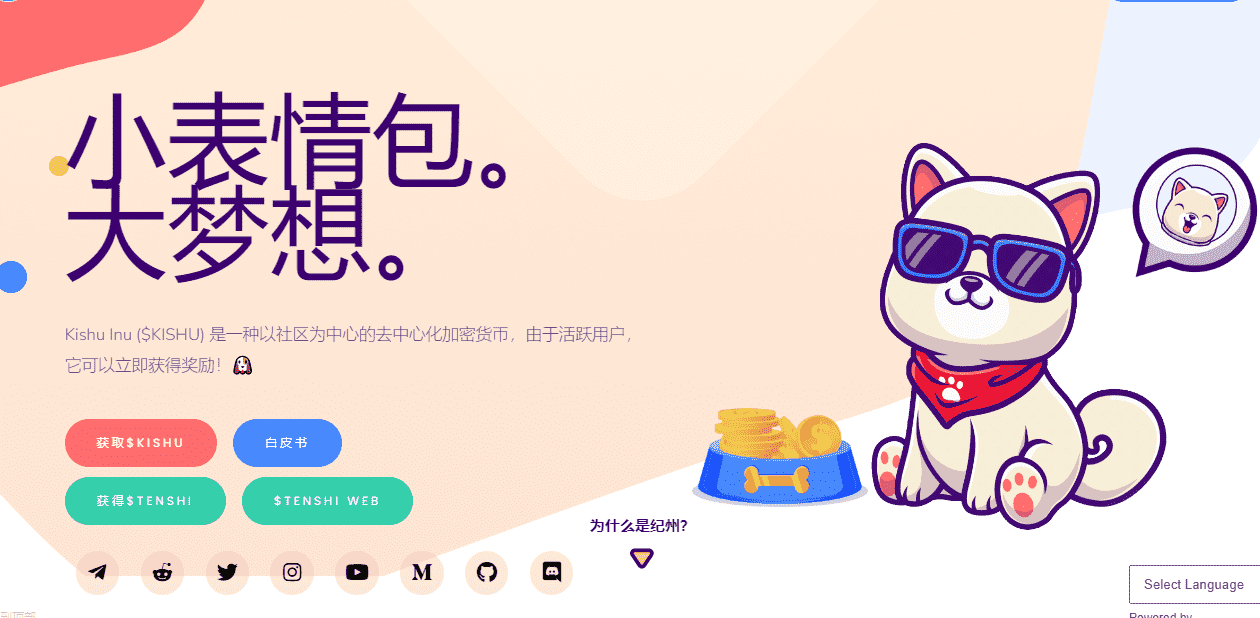 小表情包。
大梦想。
Kishu Inu ($KISHU) 是一种以社区为中心的去中心化加密货币，由于活跃用户，
它可以立即获得奖励！
获取$KISHU
白皮书
获得$TENSHI
$TENSHI WEB
为什么是纪州？
Select Language
Powered by